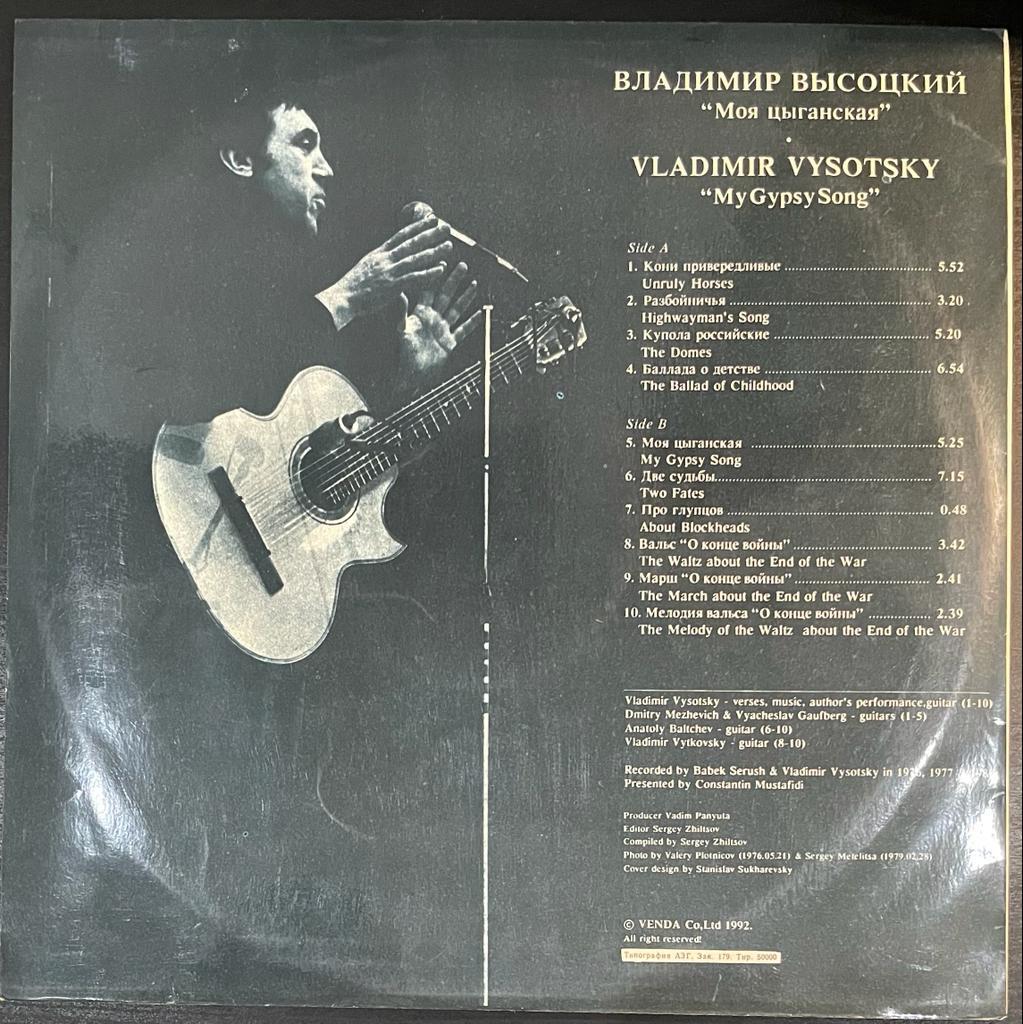 ВЛАДИМИР ВЫСОЦКИЙ
“Моя цыганская”
VLADIMIR VYSOTSKY
“My Gypsy Song”
Side A
1. Кони привередливые 5.52
Unruly Horses
2. Разбойничья 3.20
Highwayman's Song
3. Купола российские 5.20
The Domes
4. Баллада о детстве 6.54
The Ballad of Childhood
Side B
5. Моя цыганская 5.25
My Gypsy Song
6. Две судьбы 7.15
Two Fates
7. Про глупцов 0.48
About Blockheads
8. Вальс “О конце войны” 3.42
The Waltz about the End of the War
9. Марш “О конце войны” 2.41
The March about the End of the War
10. Мелодия вальса “О конце войны” 2.39
The Melody of the Waltz about the End of the War
Vladimir Vysotsky - verses, music, author's performance,guitar (1-10)
Dmitry Mezhevich & Vyacheslav Gaufberg - guitars (1-5)
Anatoly Baltchev - guitar (6-10)
Vladimir Vytkovsky - guitar (8-10)
Recorded by Babek Serush & Vladimir Vysotsky in 1977
Presented by Constantin Mustafidi
Producer Vadim Panyuta
Editor Sergey Zhiltsov
Compiled by Sergey Zhiltsov
Photo by Valery Plotnicov (1976.05.21) & Sergey Metelitsa (1979.02.28)
Cover design by Stanislav Sukharevsky
© VENDA Co,Ltd 1992.
All right reserved!
Типография АЗГ. Зак. 179. Тир. 50000